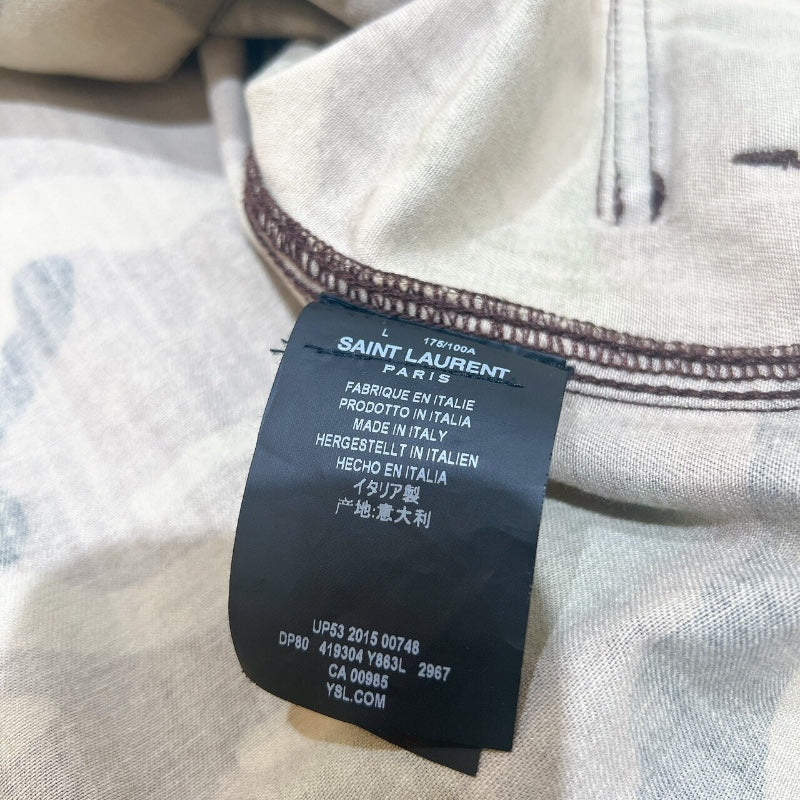 L 175/100A
SAINT LAURENT
PARIS
FABRIQUE EN ITALIE
PRODOTTO IN ITALIA
MADE IN ITALY
HERGESTELLT IN ITALIEN
HECHO EN ITALIA
イタリア製
产地:意大利
UP53 2015 00748
DP80 419304 Y863L 2967
CA 00985
YSL.COM